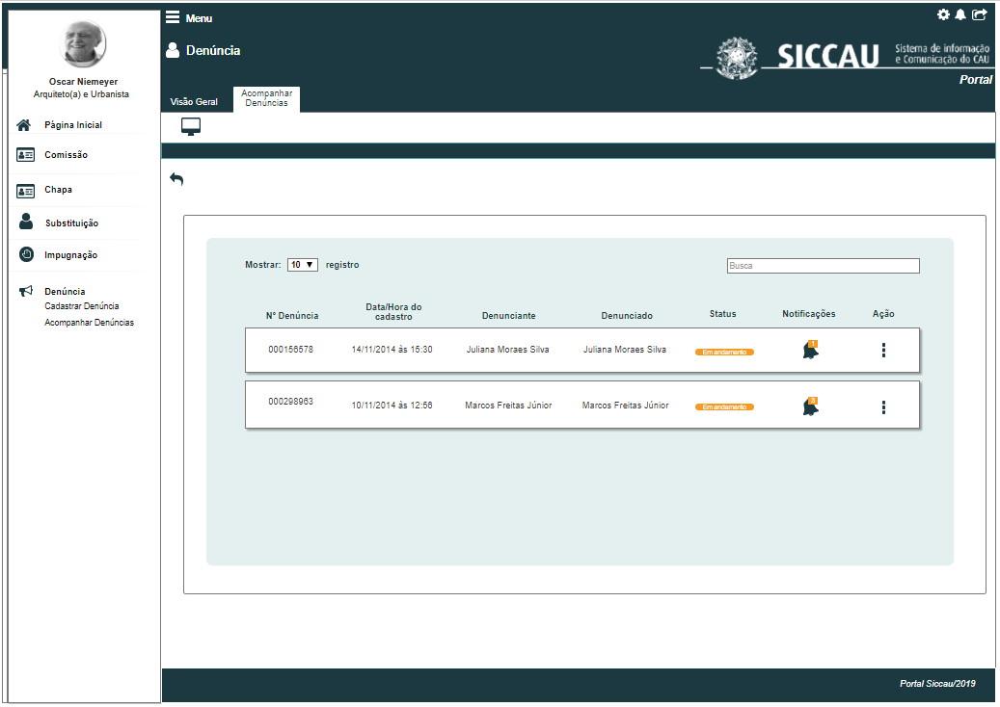 Menu
Denúncia
SICCAU
Sistema de informação
e Comunicação do CAU
Portal
Visão Geral
Acompanhar
Denúncias
Oscar Niemeyer
Arquiteto(a) e Urbanista
Página Inicial
Comissão
Chapa
Substituição
Impugnação
Denúncia
Cadastrar Denúncia
Acompanhar Denúncias
Mostrar: 10 ▼ registro
Busca
N° Denúncia
Data/Hora do
cadastro
Denunciante
Denunciado
Status
Notificações
Ação
000156578 14/11/2014 às 15:30 Juliana Moraes Silva Juliana Moraes Silva Em andamento 1
000298963 10/11/2014 às 12:56 Marcos Freitas Júnior Marcos Freitas Júnior Em andamento 3
Portal Siccau/2019